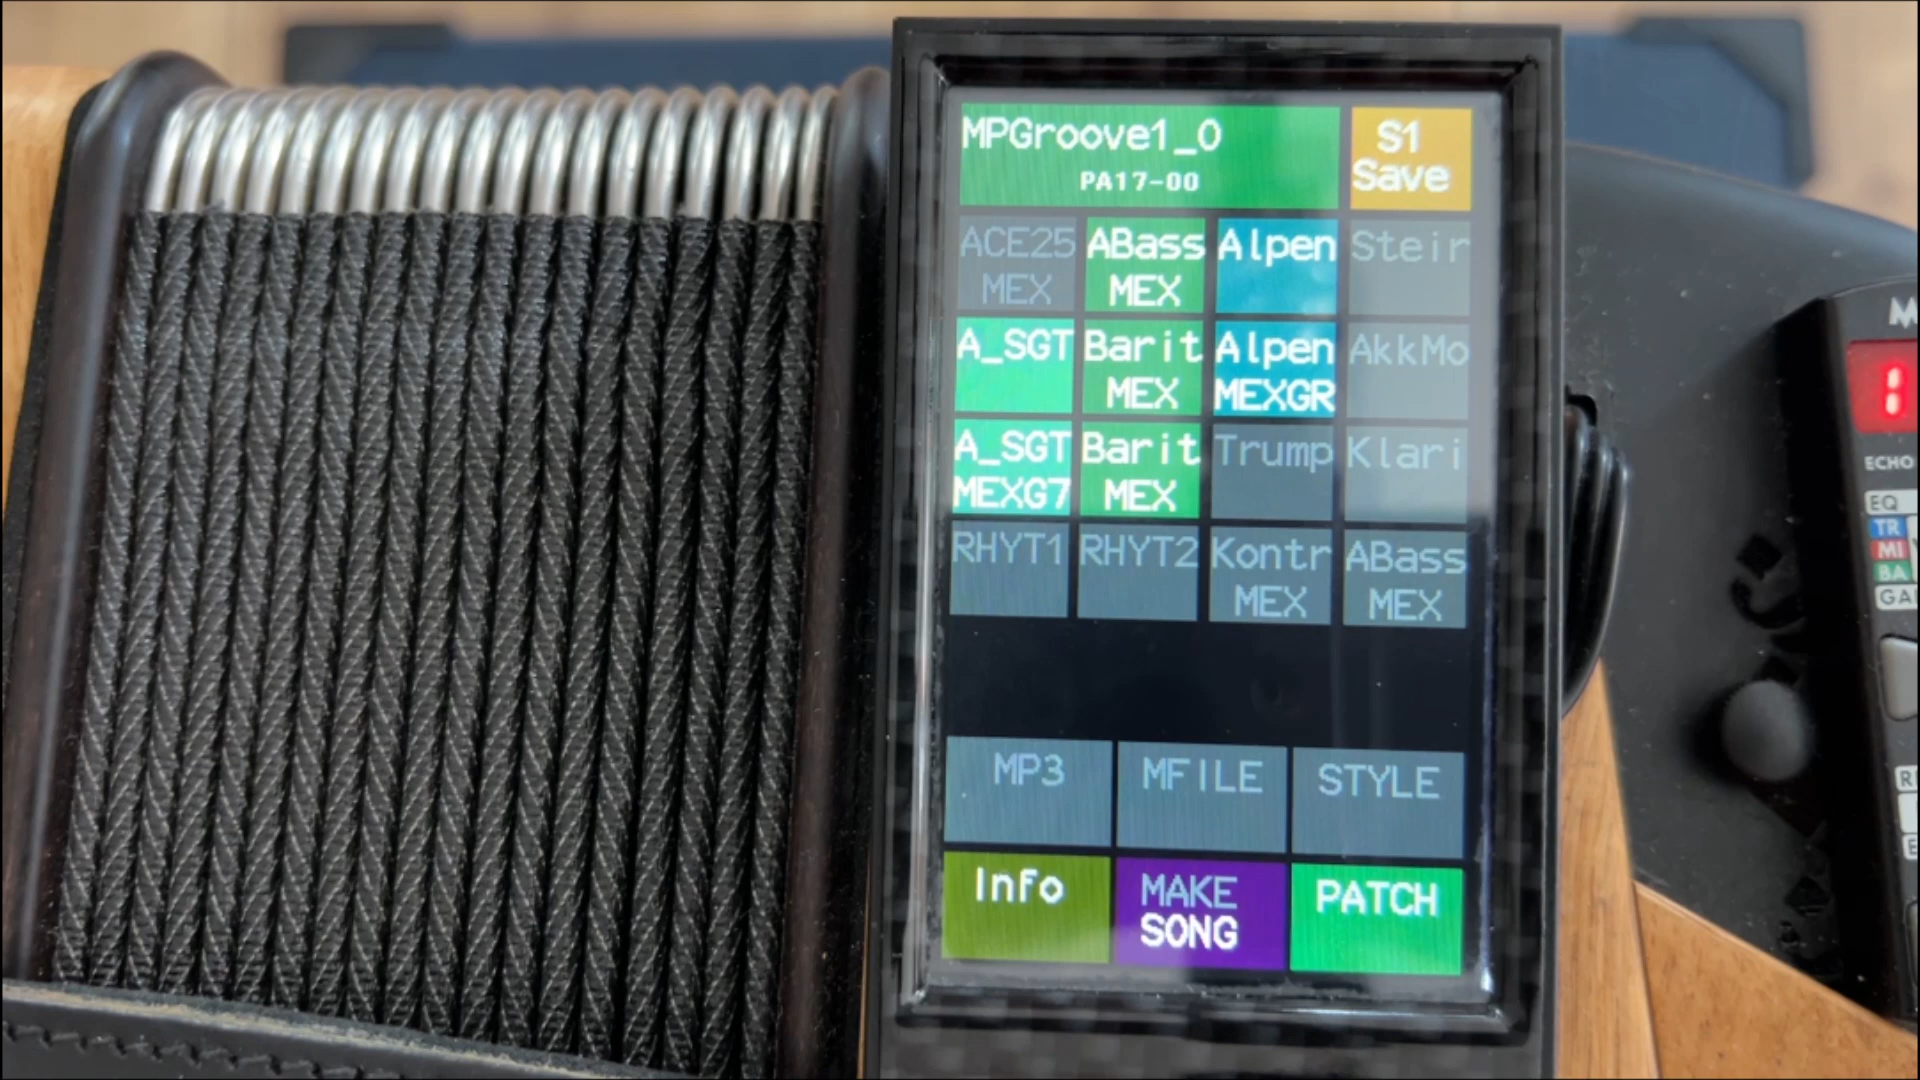 MPGroove1_0
PA17-00
S1
Save
ACE25
MEX
ABass
MEX
Alpen
Steir
A_SGT
Barit
MEX
Alpen
MEXGR
AkkMo
A_SGT
MEXG7
Barit
MEX
Trump
Klari
RHYT1
RHYT2
Kontr
MEX
ABass
MEX
MP3
MFILE
STYLE
Info
MAKE
SONG
PATCH
1
ECHO
EQ
TR
MI
BA